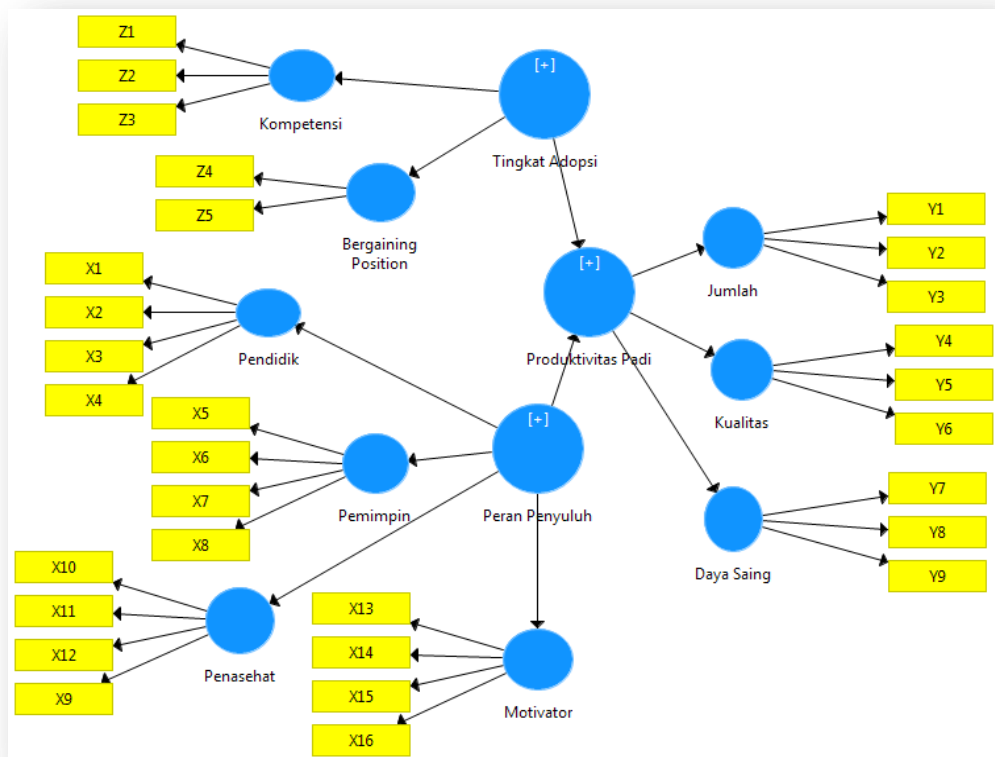 Z1
Z2
Z3
Kompetensi
[+]
Tingkat Adopsi
Z4
Z5
Bergaining
Position
X1
X2
X3
X4
Pendidik
[+]
Produktivitas Padi
Jumlah
Y1
Y2
Y3
Kualitas
Y4
Y5
Y6
X5
X6
X7
X8
Pemimpin
[+]
Peran Penyuluh
Daya Saing
Y7
Y8
Y9
X10
X11
X12
X9
Penasehat
X13
X14
X15
X16
Motivator